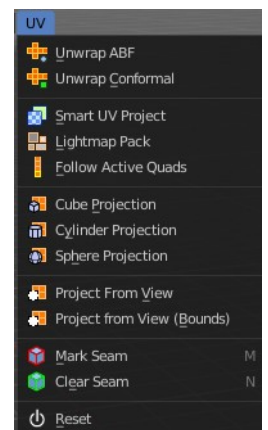 UV
Unwrap ABF
Unwrap Conformal
Smart UV Project
Lightmap Pack
Follow Active Quads
Cube Projection
Cylinder Projection
Sphere Projection
Project From View
Project from View (Bounds)
Mark Seam M
Clear Seam N
Reset